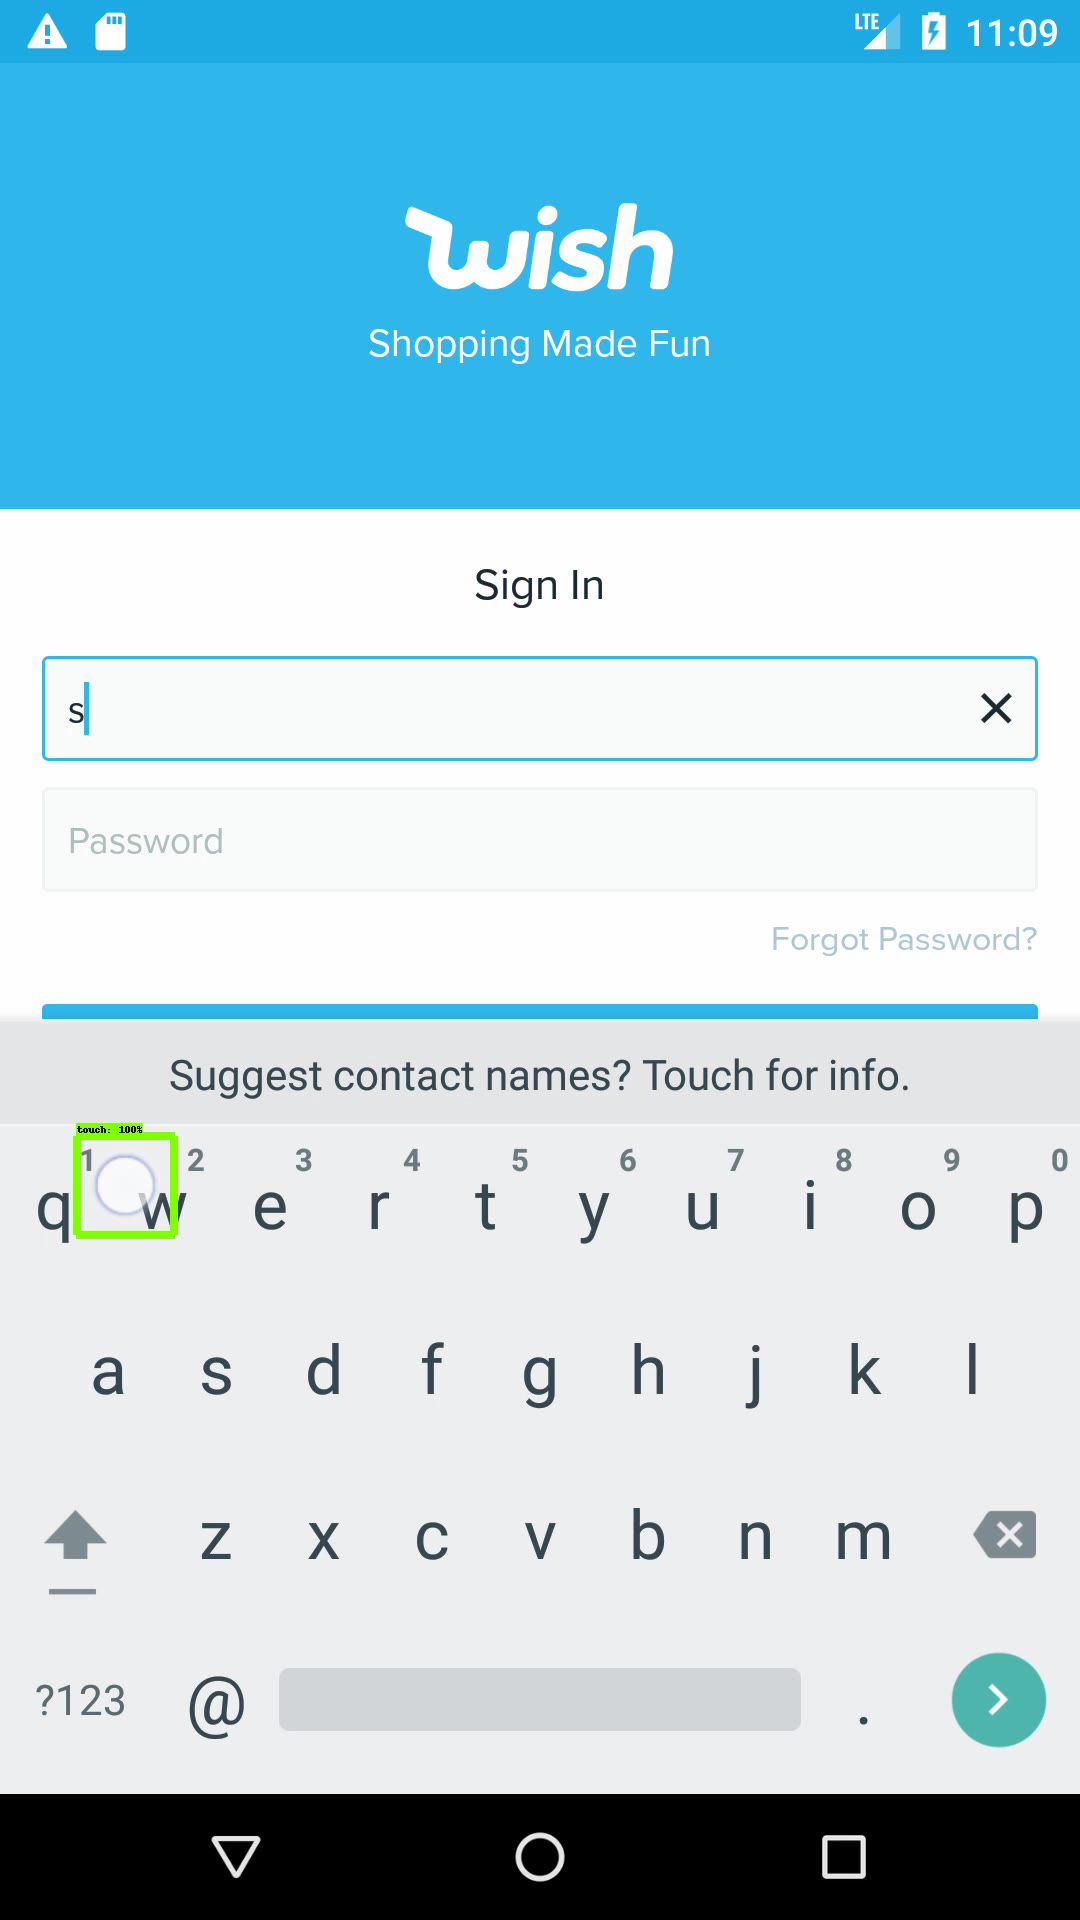 LTE 11:09
wish
Shopping Made Fun
Sign In
s
Password
Forgot Password?
Suggest contact names? Touch for info.
touch: 100%
1 2 3 4 5 6 7 8 9 0
q w e r t y u i o p
a s d f g h j k l
z x c v b n m
?123 @ .